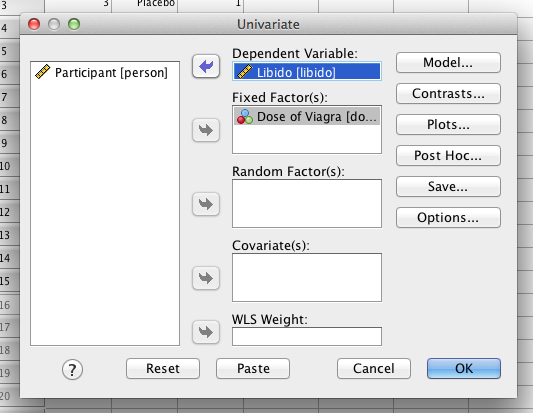 3 Placebo 1
Univariate
Participant [person]
Dependent Variable:
Libido [libido]
Fixed Factor(s):
Dose of Viagra [do...
Random Factor(s):
Covariate(s):
WLS Weight:
Model...
Contrasts...
Plots...
Post Hoc...
Save...
Options...
?
Reset
Paste
Cancel
OK
4
5
6
7
8
9
10
11
12
13
14
15
16
17
18
19
20